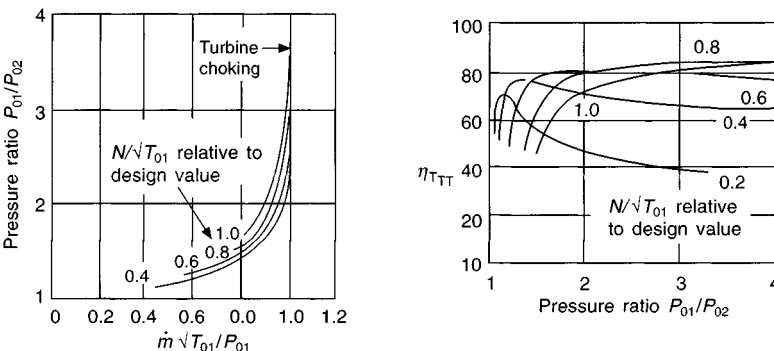 4
3
2
1
Pressure ratio P01/P02
Turbine
choking
N/√T01 relative to
design value
1.0
0.8
0.6
0.4
0 0.2 0.4 0.6 0.0 1.0 1.2
ṁ √T01/P01
100
80
60
40
20
10
ηTTT
0.8
1.0
0.6
0.4
0.2
N/√T01 relative
to design value
1 2 3 4
Pressure ratio P01/P02